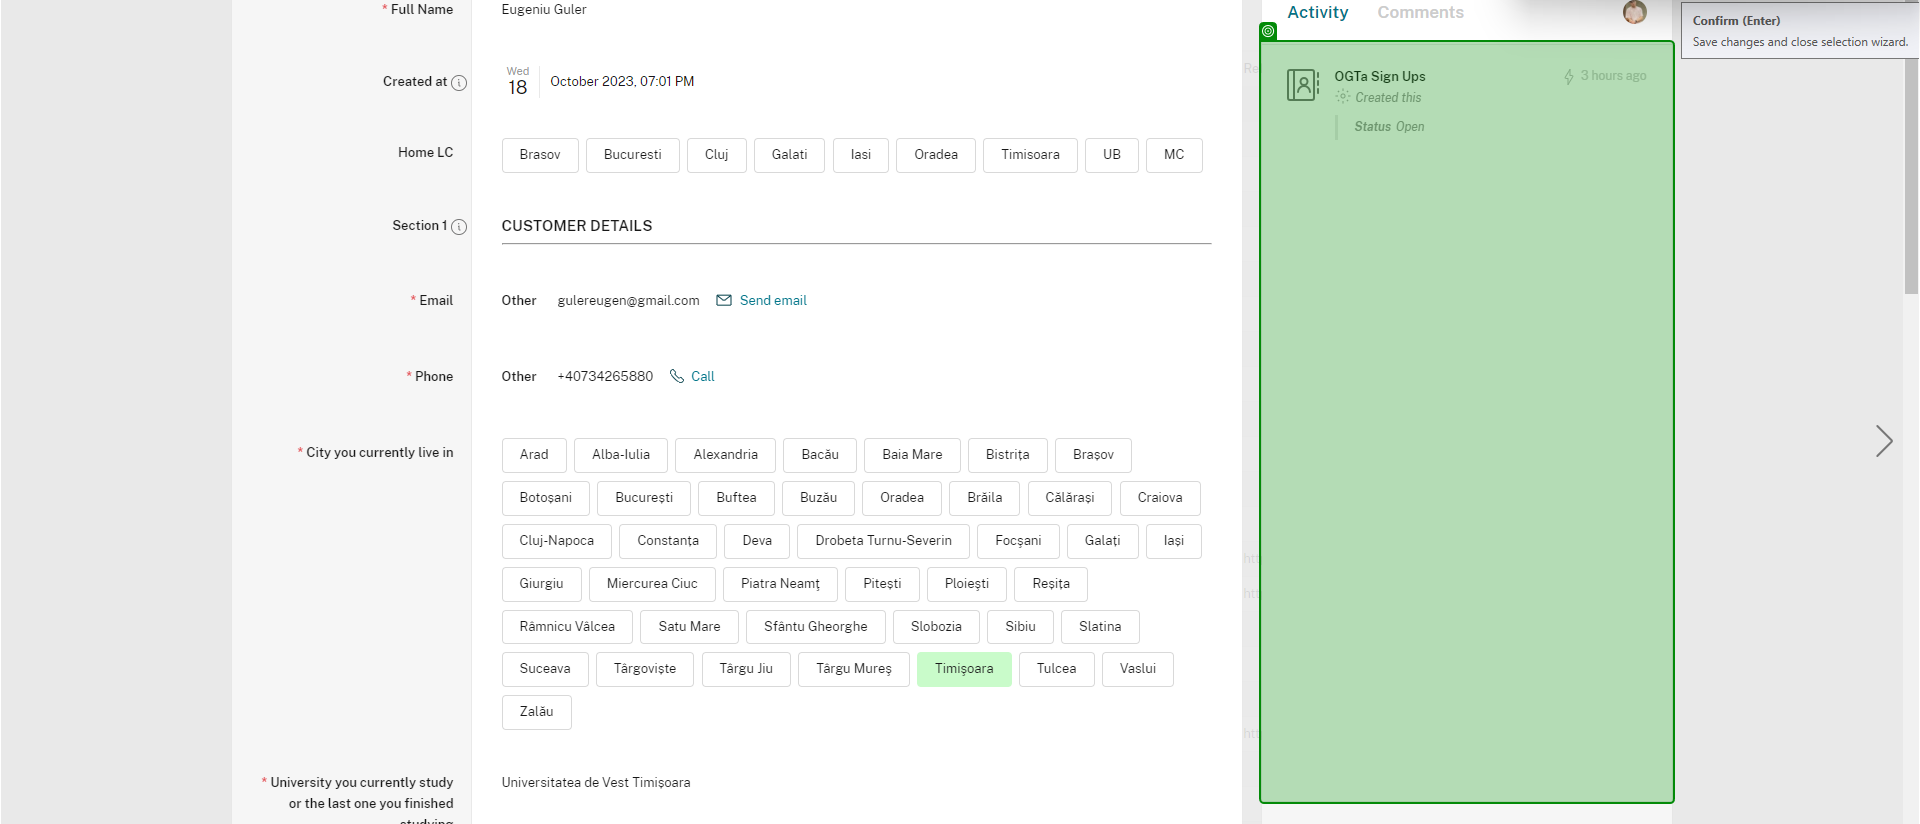 * Full Name
Eugeniu Guler
Created at
Wed
18
October 2023, 07:01 PM
Home LC
Brasov Bucuresti Cluj Galati Iasi Oradea Timisoara UB MC
Section 1
CUSTOMER DETAILS
* Email
Other gulereugen@gmail.com Send email
* Phone
Other +40734265880 Call
* City you currently live in
Arad Alba-Iulia Alexandria Bacău Baia Mare Bistrița Brașov
Botoșani București Buftea Buzău Oradea Brăila Călărași Craiova
Cluj-Napoca Constanța Deva Drobeta Turnu-Severin Focşani Galați Iași
Giurgiu Miercurea Ciuc Piatra Neamţ Pitești Ploieşti Reșița
Râmnicu Vâlcea Satu Mare Sfântu Gheorghe Slobozia Sibiu Slatina
Suceava Târgoviște Târgu Jiu Târgu Mureş Timişoara Tulcea Vaslui
Zalău
* University you currently study
or the last one you finished
studying
Universitatea de Vest Timișoara
Activity Comments
OGTa Sign Ups
3 hours ago
Created this
Status Open
Confirm (Enter)
Save changes and close selection wizard.